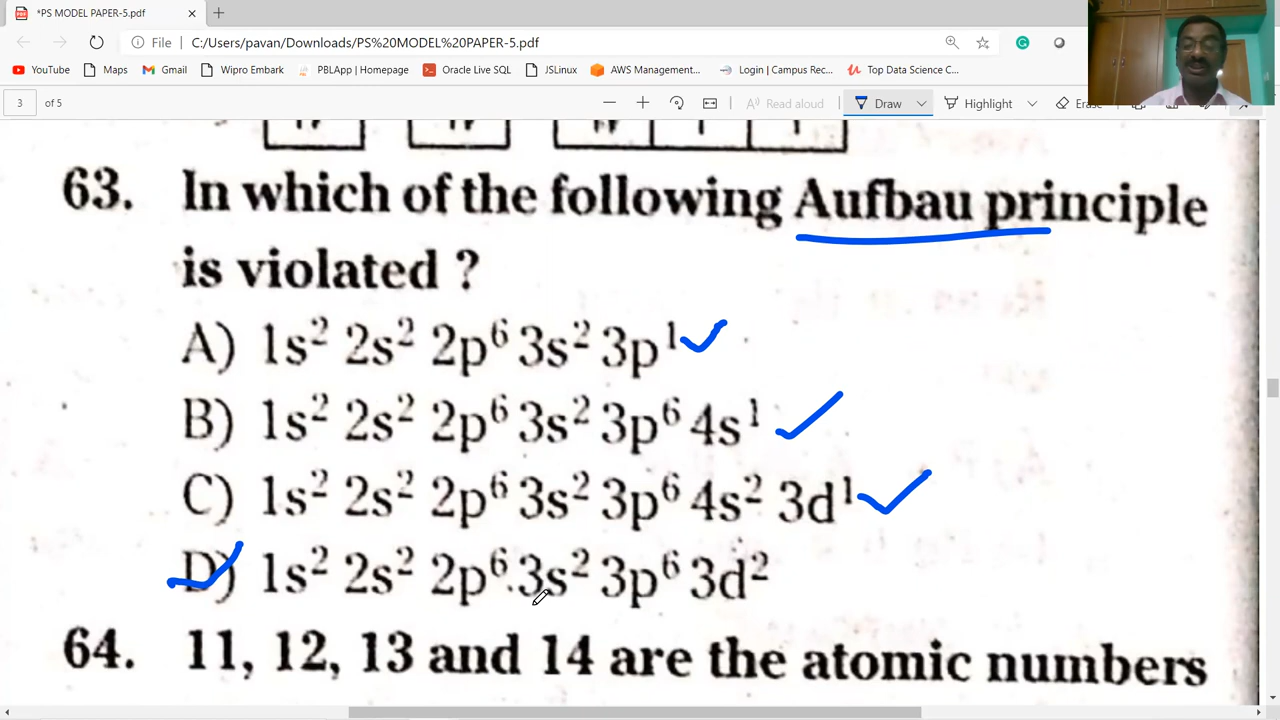 *PS MODEL PAPER-5.pdf
File C:/Users/pavan/Downloads/PS%20MODEL%20PAPER-5.pdf
YouTube Maps Gmail Wipro Embark PBLApp | Homepage Oracle Live SQL JSLinux AWS Management... Login | Campus Rec... Top Data Science C...
3 of 5 Read aloud Draw Highlight Erase
63. In which of the following Aufbau principle
is violated ?
A) 1s² 2s² 2p⁶ 3s² 3p¹
B) 1s² 2s² 2p⁶ 3s² 3p⁶ 4s¹
C) 1s² 2s² 2p⁶ 3s² 3p⁶ 4s² 3d¹
D) 1s² 2s² 2p⁶ 3s² 3p⁶ 3d²
64. 11, 12, 13 and 14 are the atomic numbers